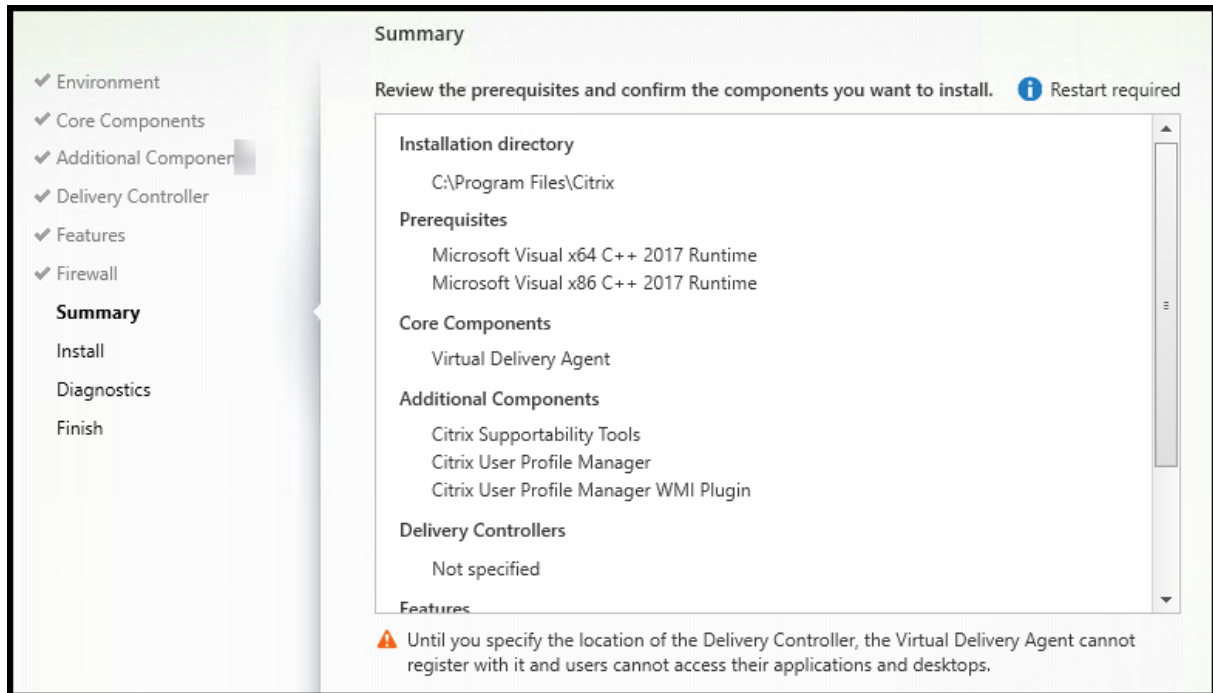 Summary
Environment
Core Components
Additional
Delivery Controller
Features
Firewall
Summary
Install
Diagnostics
Finish
Review the prerequisites and confirm the components you want to install.
Restart required
Installation directory
C:\Program Files\Citrix
Prerequisites
Microsoft Visual x64 C++ 2017 Runtime
Microsoft Visual x86 C++ 2017 Runtime
Core Components
Virtual Delivery Agent
Additional Components
Citrix Supportability Tools
Citrix User Profile Manager
Citrix User Profile Manager WMI Plugin
Delivery Controllers
Not specified
Features
Until you specify the location of the Delivery Controller, the Virtual Delivery Agent cannot
register with it and users cannot access their applications and desktops.